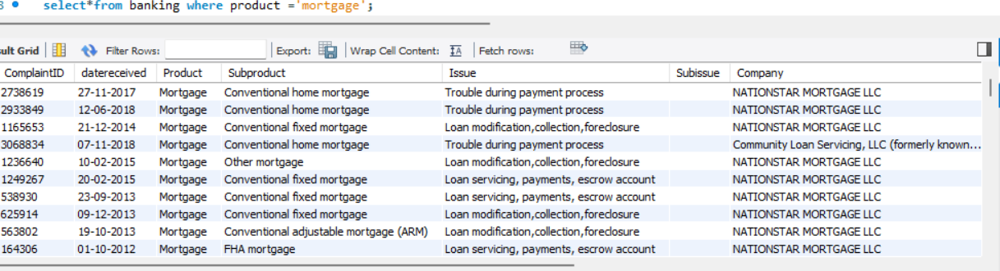 select*from banking where product ='mortgage';
Result Grid Filter Rows: Export: Wrap Cell Content: Fetch rows:
ComplaintID datereceived Product Subproduct Issue Subissue Company
2738619 27-11-2017 Mortgage Conventional home mortgage Trouble during payment process NATIONSTAR MORTGAGE LLC
2933849 12-06-2018 Mortgage Conventional home mortgage Trouble during payment process NATIONSTAR MORTGAGE LLC
1165653 21-12-2014 Mortgage Conventional fixed mortgage Loan modification,collection,foreclosure NATIONSTAR MORTGAGE LLC
3068834 07-11-2018 Mortgage Conventional home mortgage Trouble during payment process Community Loan Servicing, LLC (formerly known...
1236640 10-02-2015 Mortgage Other mortgage Loan modification,collection,foreclosure NATIONSTAR MORTGAGE LLC
1249267 20-02-2015 Mortgage Conventional fixed mortgage Loan servicing, payments, escrow account NATIONSTAR MORTGAGE LLC
538930 23-09-2013 Mortgage Conventional fixed mortgage Loan servicing, payments, escrow account NATIONSTAR MORTGAGE LLC
625914 09-12-2013 Mortgage Conventional fixed mortgage Loan modification,collection,foreclosure NATIONSTAR MORTGAGE LLC
563802 19-10-2013 Mortgage Conventional adjustable mortgage (ARM) Loan modification,collection,foreclosure NATIONSTAR MORTGAGE LLC
164306 01-10-2012 Mortgage FHA mortgage Loan servicing, payments, escrow account NATIONSTAR MORTGAGE LLC